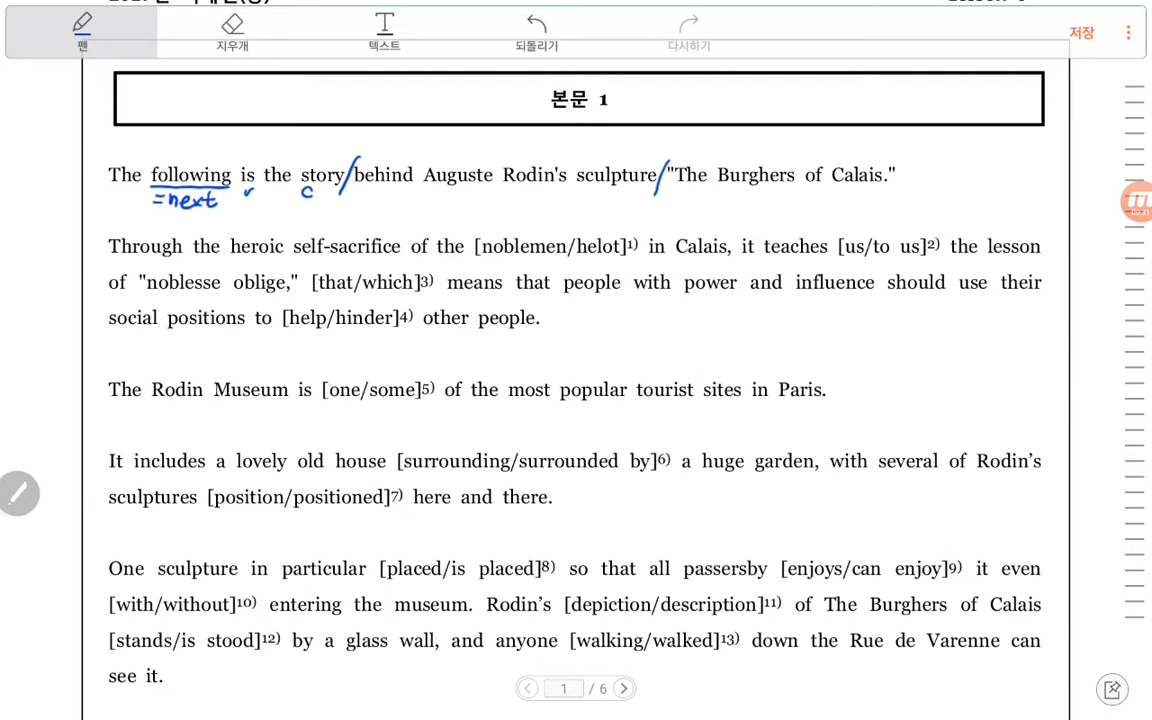 펜
지우개
텍스트
되돌리기
다시하기
저장
본문 1
The following is the story/behind Auguste Rodin's sculpture/"The Burghers of Calais."
=next v c
Through the heroic self-sacrifice of the [noblemen/helot]1) in Calais, it teaches [us/to us]2) the lesson
of "noblesse oblige," [that/which]3) means that people with power and influence should use their
social positions to [help/hinder]4) other people.
The Rodin Museum is [one/some]5) of the most popular tourist sites in Paris.
It includes a lovely old house [surrounding/surrounded by]6) a huge garden, with several of Rodin’s
sculptures [position/positioned]7) here and there.
One sculpture in particular [placed/is placed]8) so that all passersby [enjoys/can enjoy]9) it even
[with/without]10) entering the museum. Rodin’s [depiction/description]11) of The Burghers of Calais
[stands/is stood]12) by a glass wall, and anyone [walking/walked]13) down the Rue de Varenne can
see it.
1 / 6